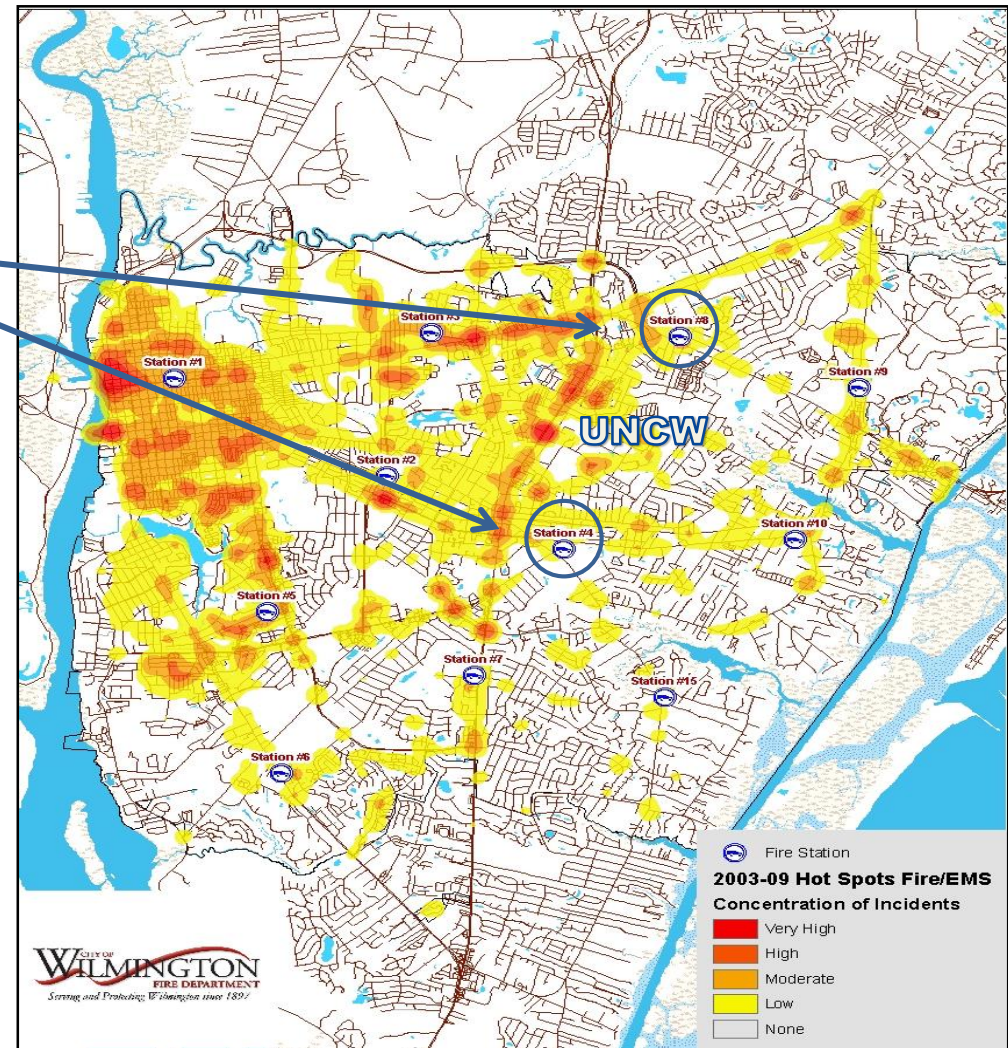 Station #3
Station #8
Station #1
Station #9
UNCW
Station #2
Station #4
Station #10
Station #5
Station #7
Station #15
Station #6
Fire Station
2003-09 Hot Spots Fire/EMS
Concentration of Incidents
Very High
High
Moderate
Low
None
CITY OF
WILMINGTON
FIRE DEPARTMENT
Serving and Protecting Wilmington since 1897